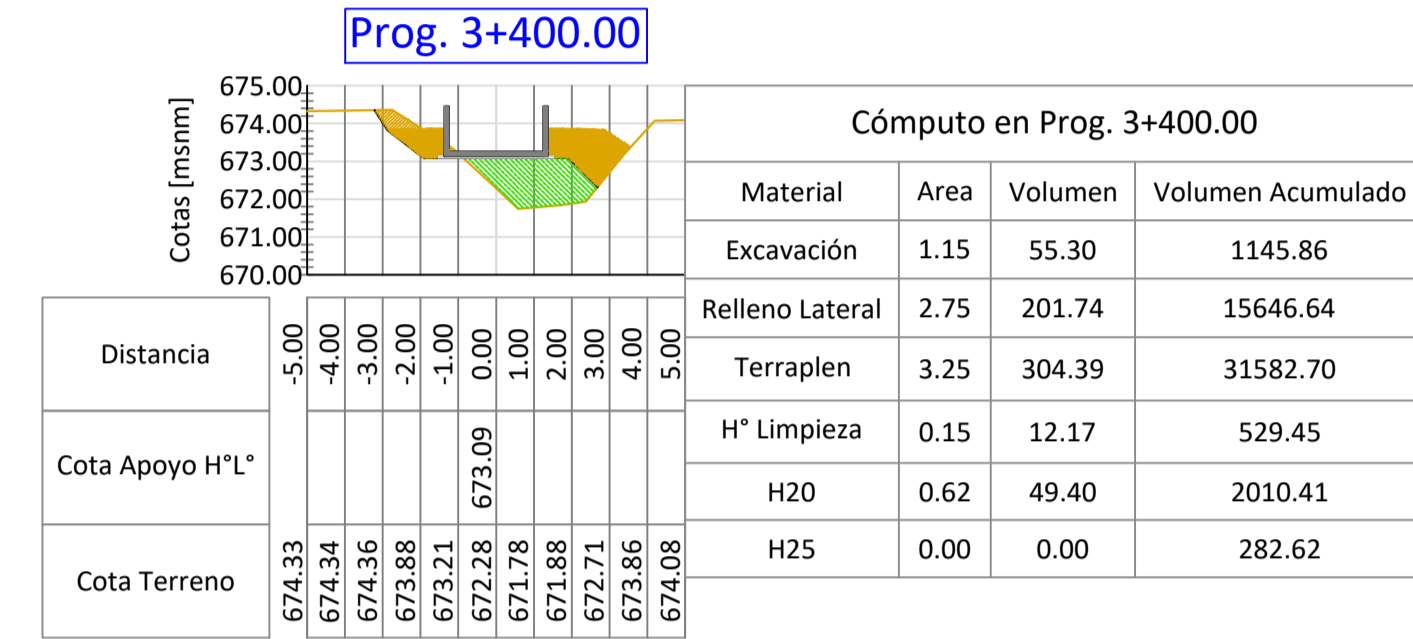 Prog. 3+400.00
Cotas [msnm]
675.00
674.00
673.00
672.00
671.00
670.00
Distancia -5.00 -4.00 -3.00 -2.00 -1.00 0.00 1.00 2.00 3.00 4.00 5.00
Cota Apoyo H°L° 673.09
Cota Terreno 674.33 674.34 674.36 673.88 673.21 672.28 671.78 671.88 672.71 673.86 674.08
Cómputo en Prog. 3+400.00
Material Area Volumen Volumen Acumulado
Excavación 1.15 55.30 1145.86
Relleno Lateral 2.75 201.74 15646.64
Terraplen 3.25 304.39 31582.70
H° Limpieza 0.15 12.17 529.45
H20 0.62 49.40 2010.41
H25 0.00 0.00 282.62